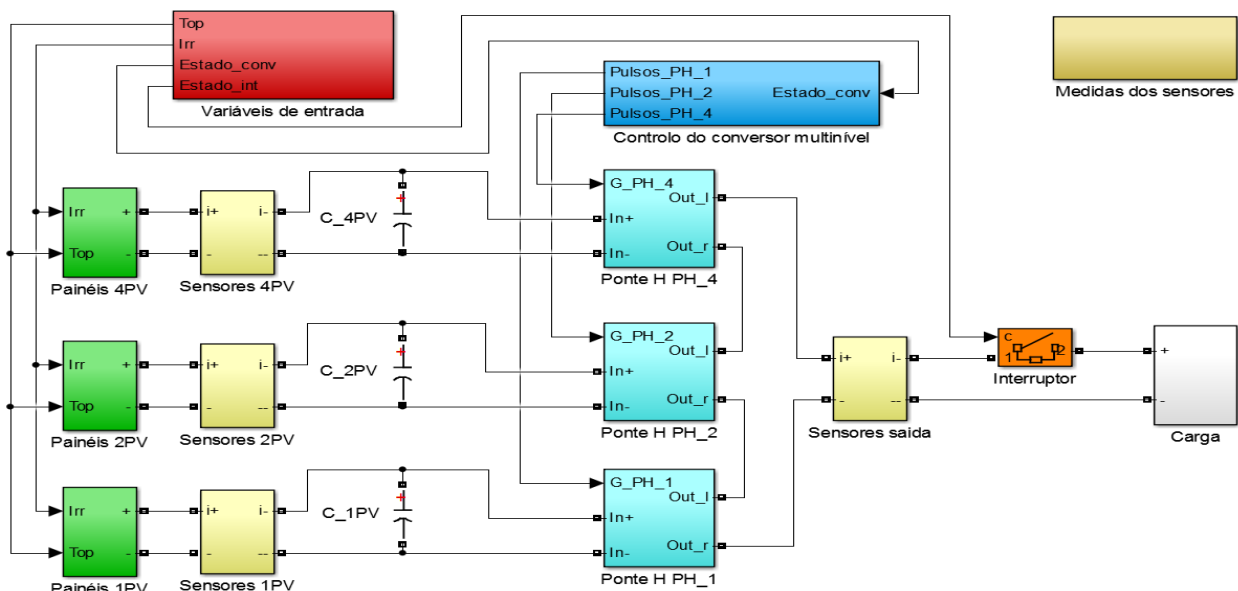 Top
Irr
Estado_conv
Estado_int
Variáveis de entrada
Pulsos_PH_1
Pulsos_PH_2
Pulsos_PH_4
Estado_conv
Controlo do conversor multinível
Medidas dos sensores
Irr
+
Top
-
Painéis 4PV
i+
i-
-
--
Sensores 4PV
C_4PV
+
G_PH_4
Out_l
In+
Out_r
In-
Ponte H PH_4
Irr
+
Top
-
Painéis 2PV
i+
i-
-
--
Sensores 2PV
C_2PV
+
G_PH_2
Out_l
In+
Out_r
In-
Ponte H PH_2
i+
i-
-
--
Sensores saida
c
1
2
Interruptor
+
-
Carga
Irr
+
Top
-
Painéis 1PV
i+
i-
-
--
Sensores 1PV
C_1PV
+
G_PH_1
Out_l
In+
Out_r
In-
Ponte H PH_1